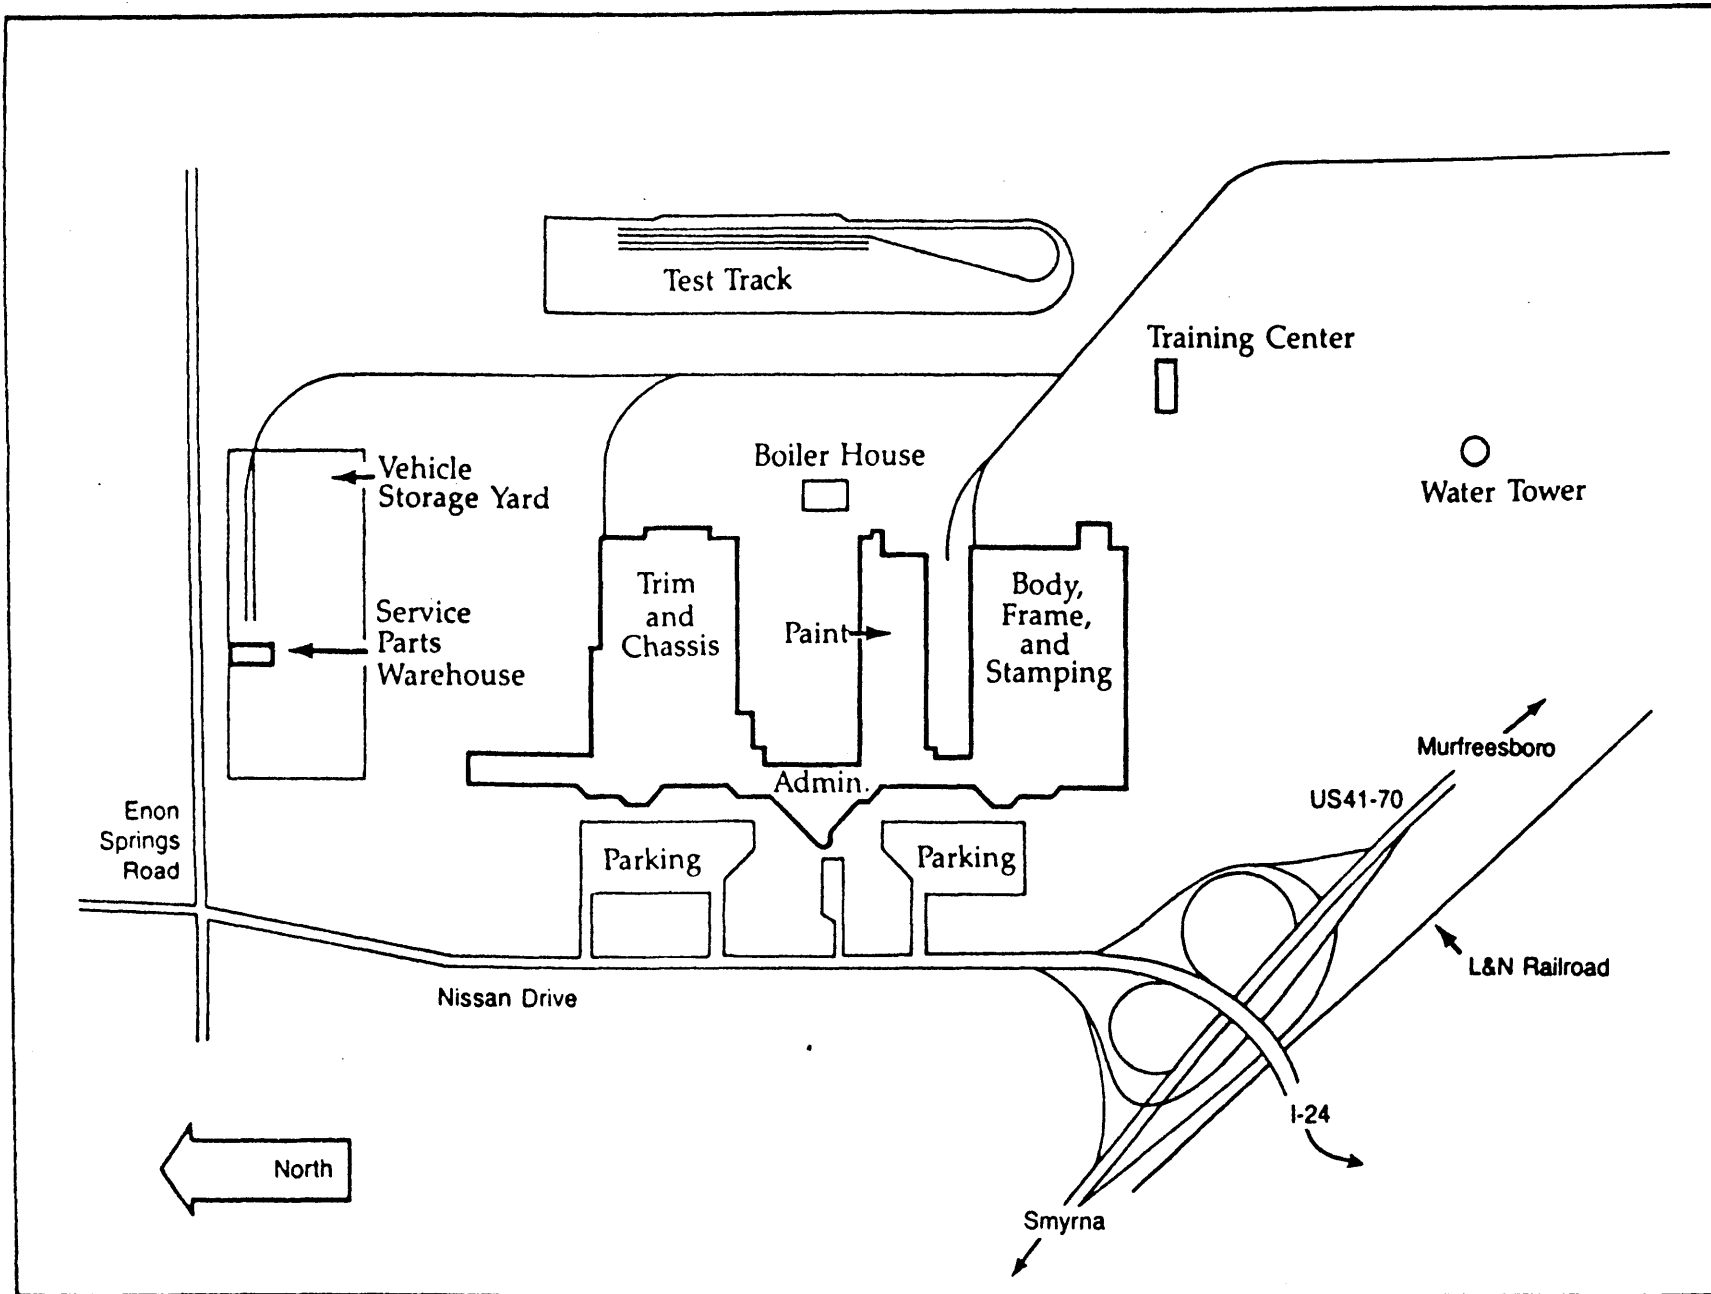 Test Track
Training Center
Boiler House
Water Tower
Vehicle
Storage Yard
Service
Parts
Warehouse
Trim
and
Chassis
Paint
Body,
Frame,
and
Stamping
Admin.
Murfreesboro
US41-70
Enon
Springs
Road
Parking
Parking
L&N Railroad
Nissan Drive
I-24
North
Smyrna